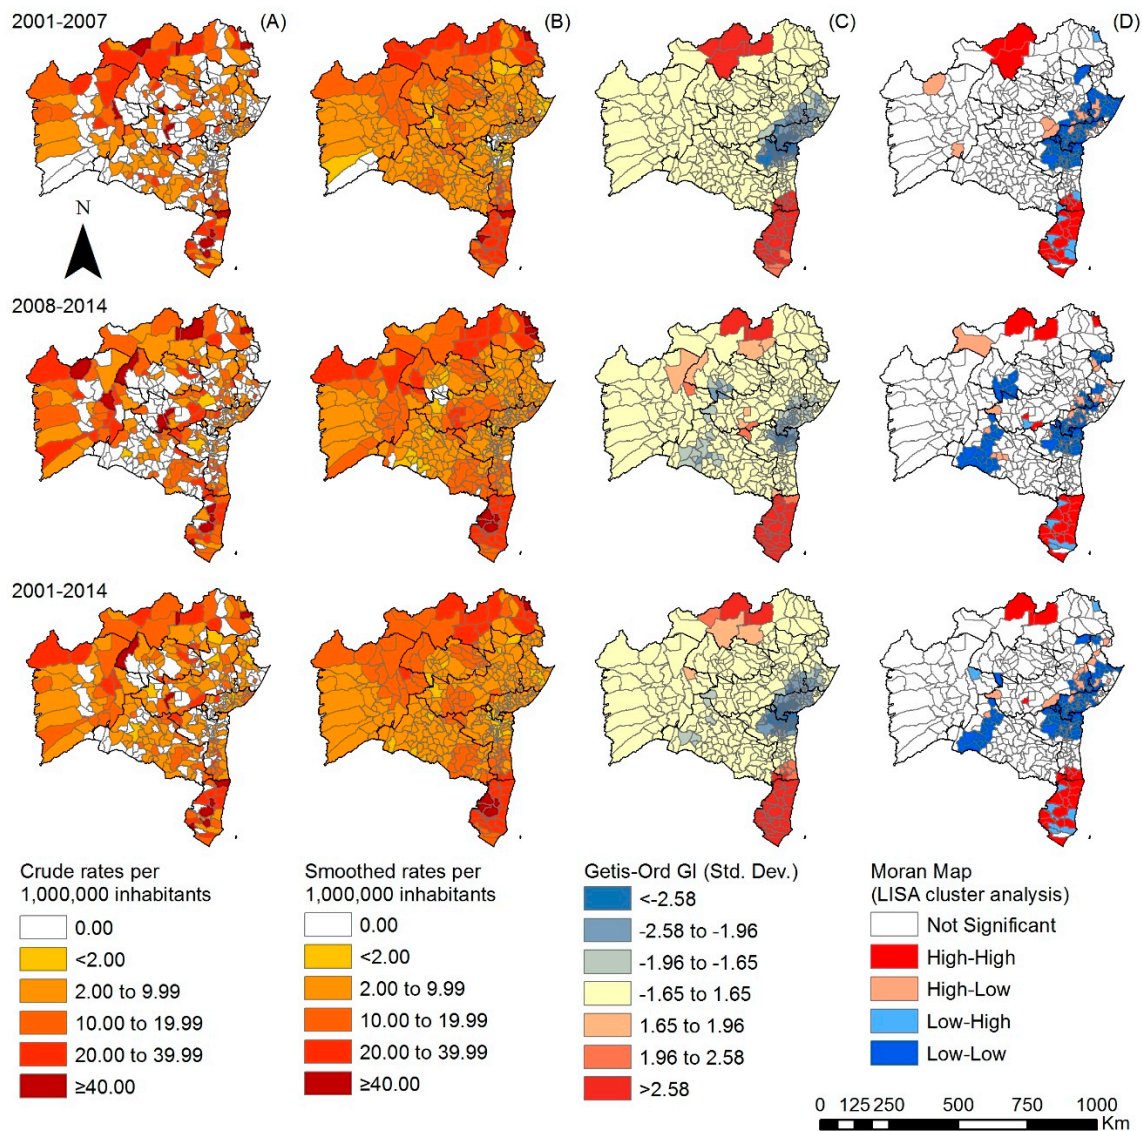 2001-2007
(A)
(B)
(C)
(D)
N
2008-2014
2001-2014
Crude rates per
1,000,000 inhabitants
0.00
<2.00
2.00 to 9.99
10.00 to 19.99
20.00 to 39.99
≥40.00
Smoothed rates per
1,000,000 inhabitants
0.00
<2.00
2.00 to 9.99
10.00 to 19.99
20.00 to 39.99
≥40.00
Getis-Ord GI (Std. Dev.)
<-2.58
-2.58 to -1.96
-1.96 to -1.65
-1.65 to 1.65
1.65 to 1.96
1.96 to 2.58
>2.58
Moran Map
(LISA cluster analysis)
Not Significant
High-High
High-Low
Low-High
Low-Low
0 125 250 500 750 1000
Km